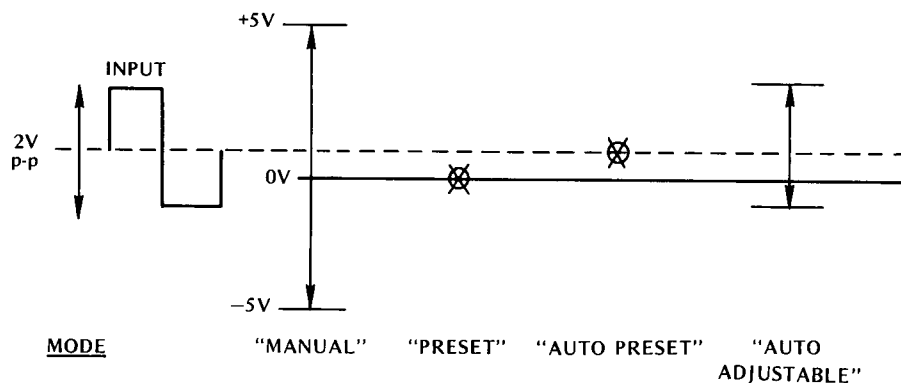 +5V
INPUT
2V
p-p
0V
−5V
MODE
"MANUAL"
"PRESET"
"AUTO PRESET"
"AUTO
ADJUSTABLE"